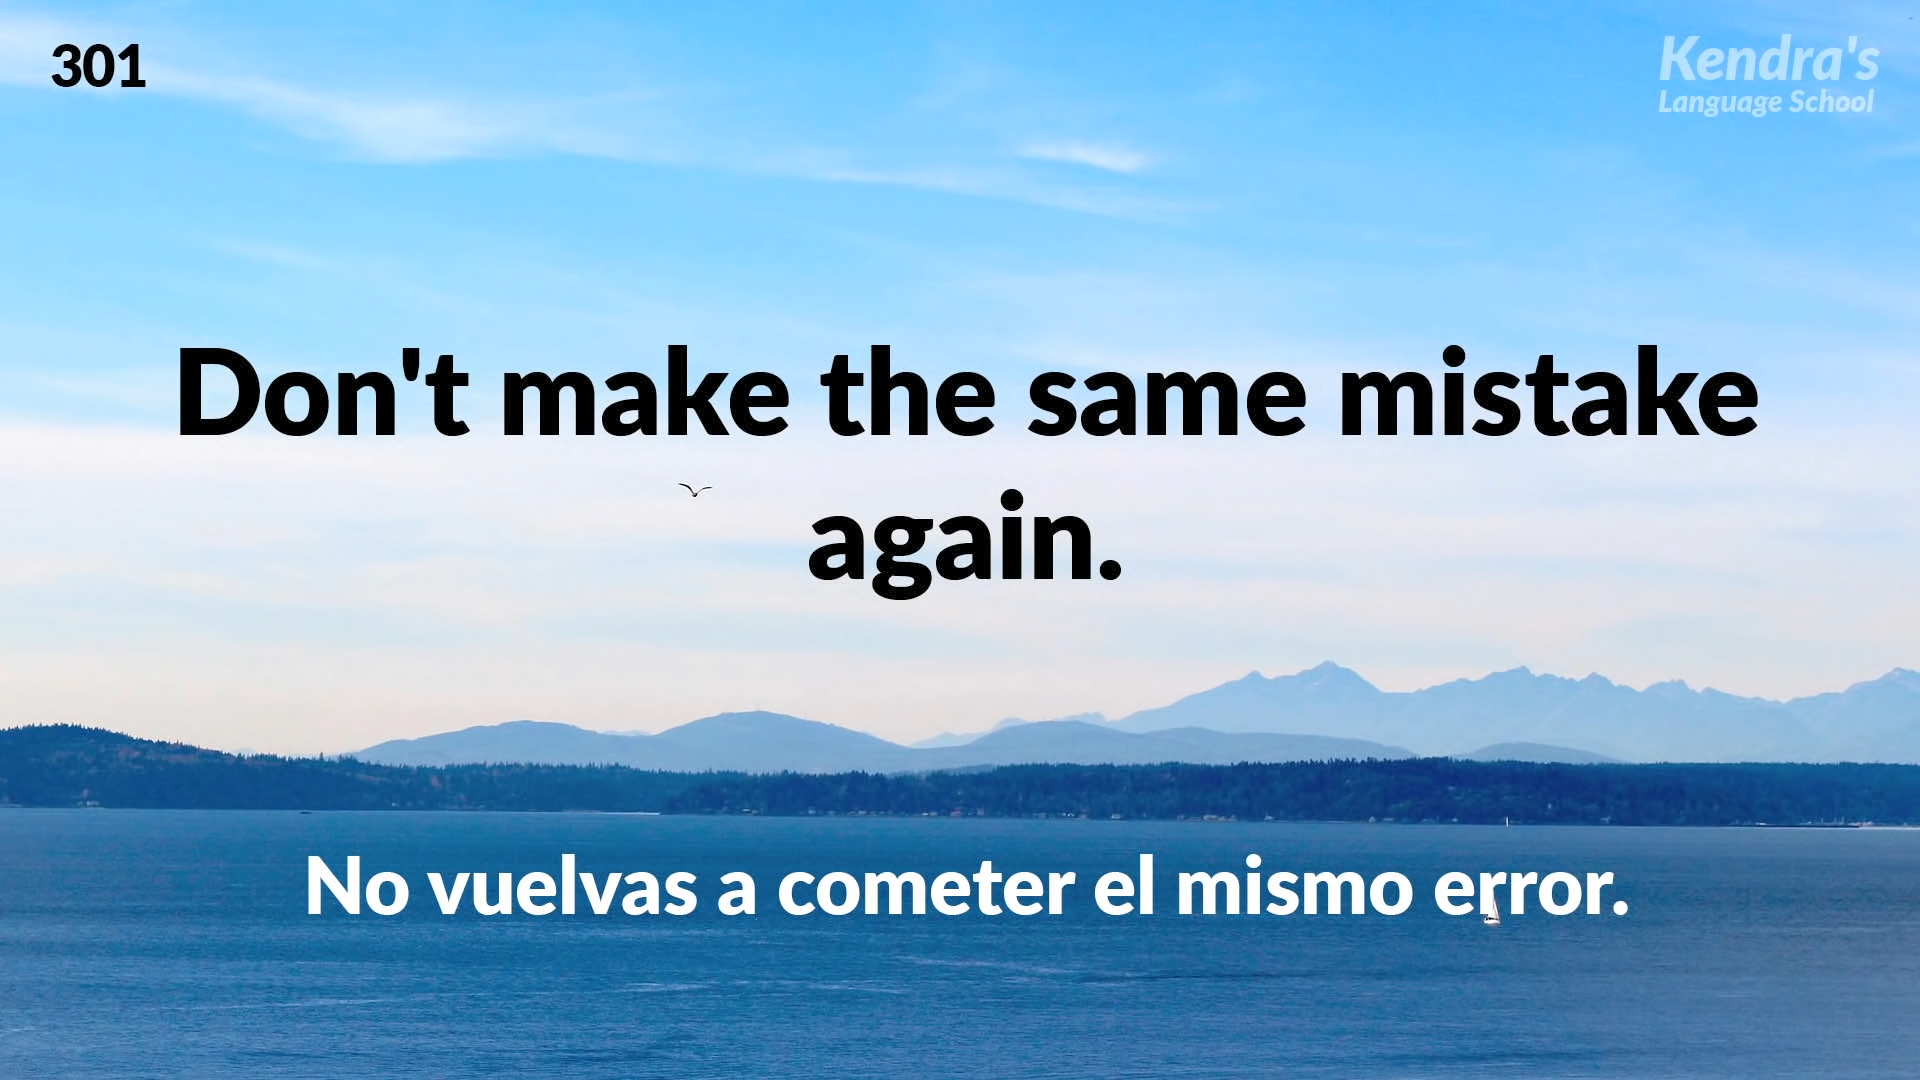 301
Kendra's
Language School
Don't make the same mistake
again.
No vuelvas a cometer el mismo error.